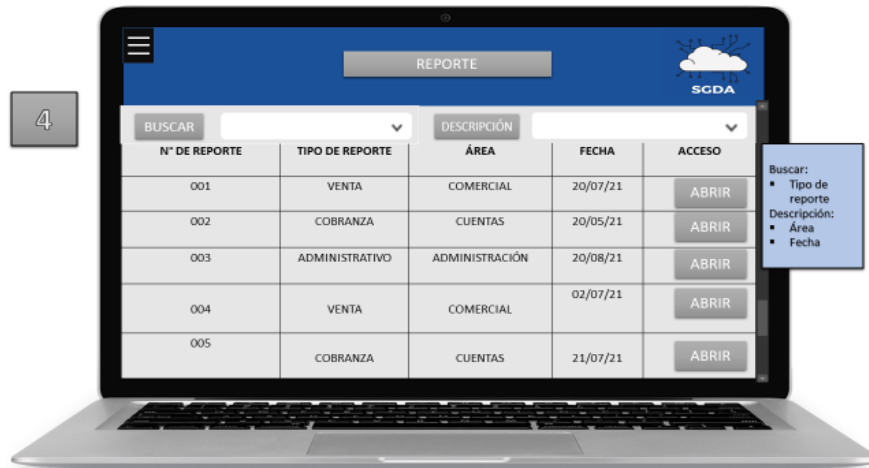 REPORTE
SGDA
4
BUSCAR DESCRIPCIÓN
N° DE REPORTE TIPO DE REPORTE ÁREA FECHA ACCESO
001 VENTA COMERCIAL 20/07/21 ABRIR
002 COBRANZA CUENTAS 20/05/21 ABRIR
003 ADMINISTRATIVO ADMINISTRACIÓN 20/08/21 ABRIR
004 VENTA COMERCIAL 02/07/21 ABRIR
005 COBRANZA CUENTAS 21/07/21 ABRIR
Buscar:
▪ Tipo de
reporte
Descripción:
▪ Área
▪ Fecha